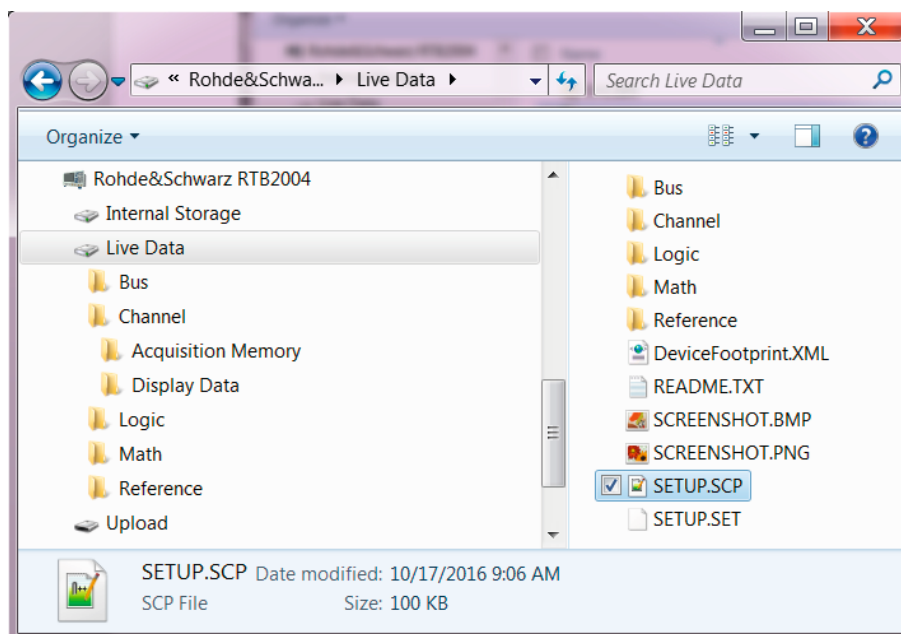 « Rohde&Schwa... Live Data
Search Live Data
Organize
Rohde&Schwarz RTB2004
Internal Storage
Live Data
Bus
Channel
Acquisition Memory
Display Data
Logic
Math
Reference
Upload
Bus
Channel
Logic
Math
Reference
DeviceFootprint.XML
README.TXT
SCREENSHOT.BMP
SCREENSHOT.PNG
SETUP.SCP
SETUP.SET
SETUP.SCP Date modified: 10/17/2016 9:06 AM
SCP File Size: 100 KB